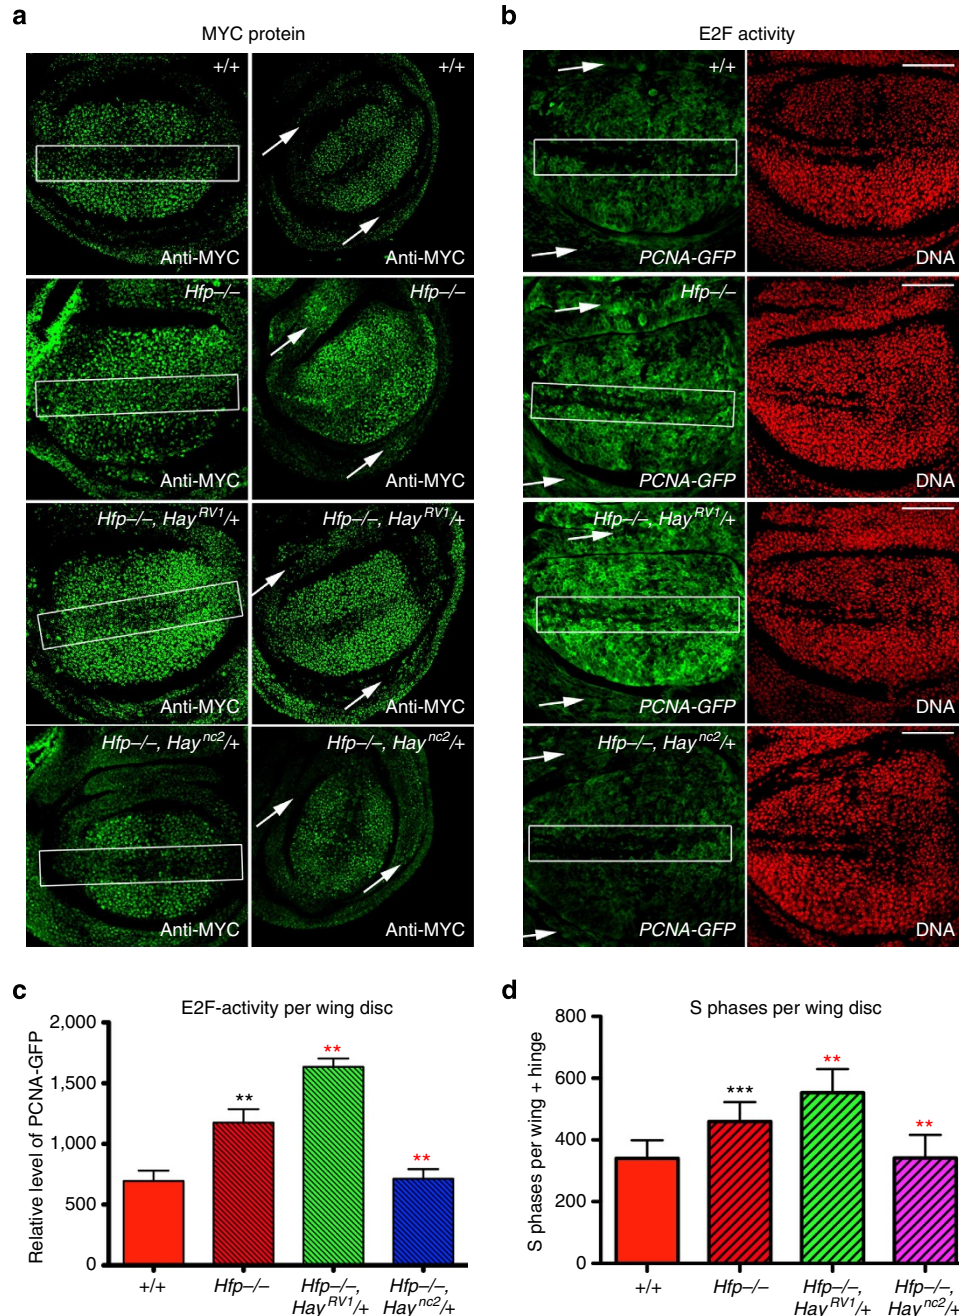 a
MYC protein
+/+
+/+
Anti-MYC
Anti-MYC
Hfp–/–
Hfp–/–
Anti-MYC
Anti-MYC
Hfp–/–, Hay^RV1/+
Hfp–/–, Hay^RV1/+
Anti-MYC
Anti-MYC
Hfp–/–, Hay^nc2/+
Hfp–/–, Hay^nc2/+
Anti-MYC
Anti-MYC
b
E2F activity
+/+
PCNA-GFP
DNA
Hfp–/–
PCNA-GFP
DNA
Hfp–/–, Hay^RV1/+
PCNA-GFP
DNA
Hfp–/–, Hay^nc2/+
PCNA-GFP
DNA
c
E2F-activity per wing disc
Relative level of PCNA-GFP
2,000
1,500
1,000
500
0
**
**
**
+/+
Hfp–/–
Hfp–/–,
Hay^RV1/+
Hfp–/–,
Hay^nc2/+
d
S phases per wing disc
S phases per wing + hinge
800
600
400
200
0
***
**
**
+/+
Hfp–/–
Hfp–/–,
Hay^RV1/+
Hfp–/–,
Hay^nc2/+